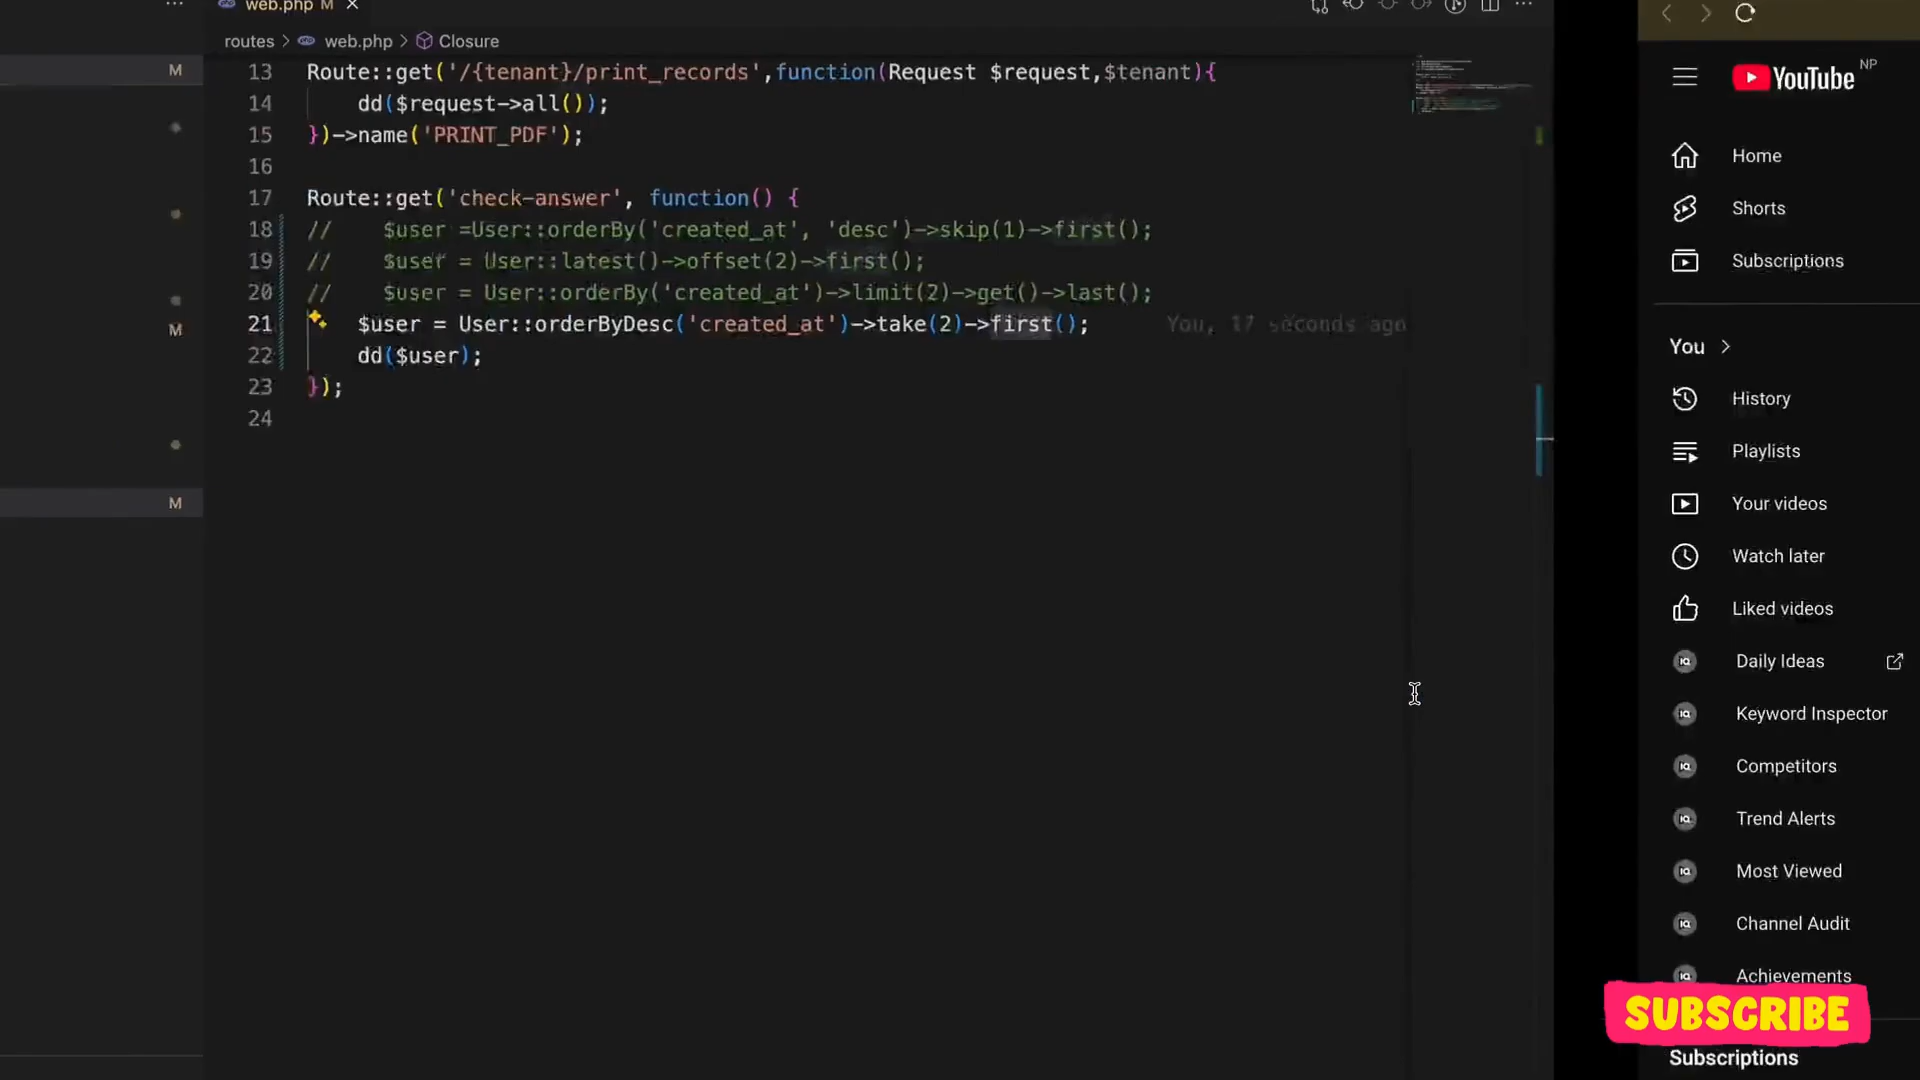 web.php M
routes > web.php > Closure
M
M
M
13 Route::get('/{tenant}/print_records',function(Request $request,$tenant){
14 dd($request->all());
15 })->name('PRINT_PDF');
16
17 Route::get('check-answer', function() {
18 // $user =User::orderBy('created_at', 'desc')->skip(1)->first();
19 // $user = User::latest()->offset(2)->first();
20 // $user = User::orderBy('created_at')->limit(2)->get()->last();
21 $user = User::orderByDesc('created_at')->take(2)->first(); You, 17 seconds ago
22 dd($user);
23 });
24
YouTube NP
Home
Shorts
Subscriptions
You >
History
Playlists
Your videos
Watch later
Liked videos
Daily Ideas
Keyword Inspector
Competitors
Trend Alerts
Most Viewed
Channel Audit
Achievements
SUBSCRIBE
Subscriptions